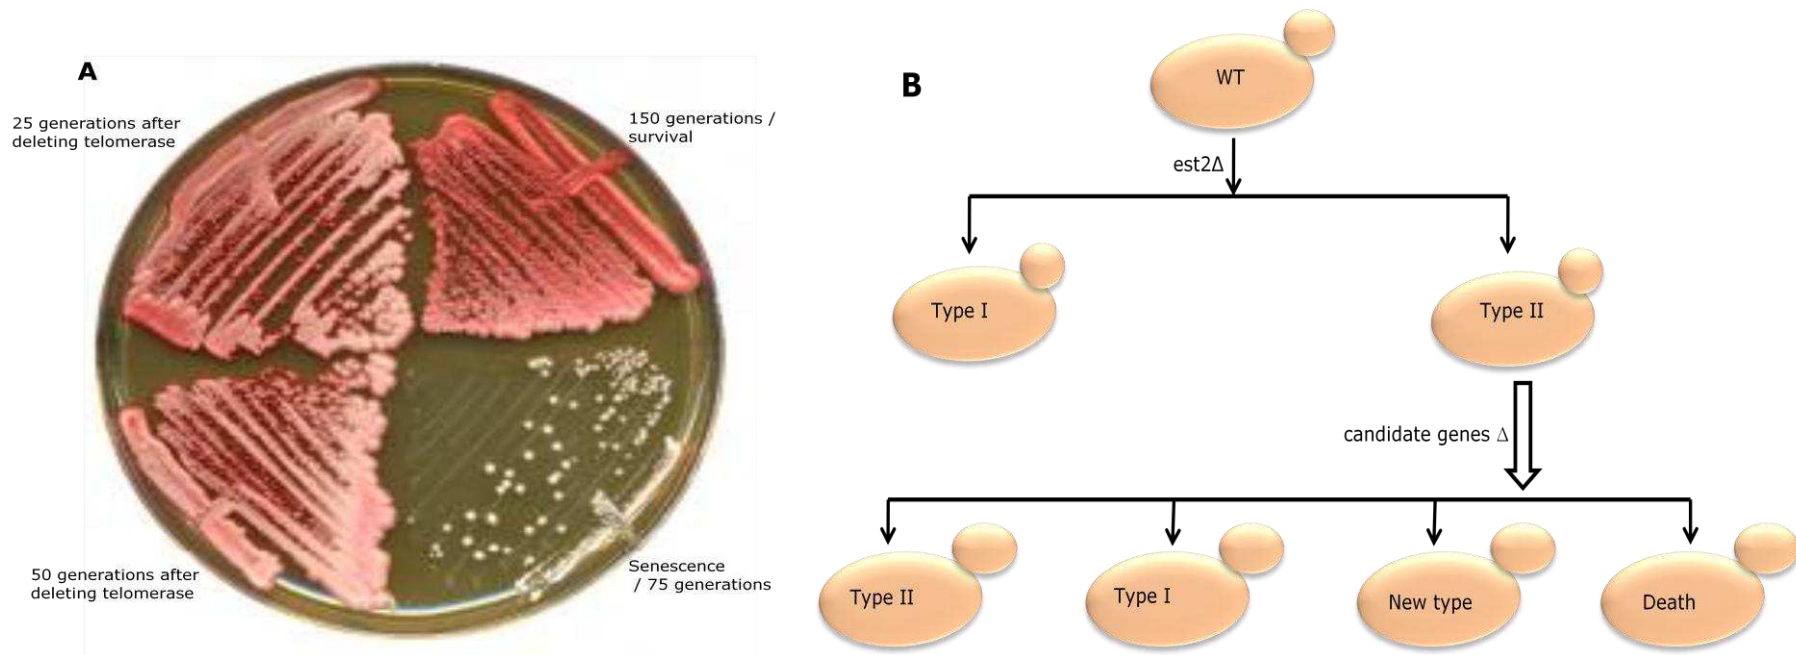 A
25 generations after
deleting telomerase
150 generations /
survival
50 generations after
deleting telomerase
Senescence
/ 75 generations
B
WT
est2Δ
Type I
Type II
candidate genes Δ
Type II
Type I
New type
Death